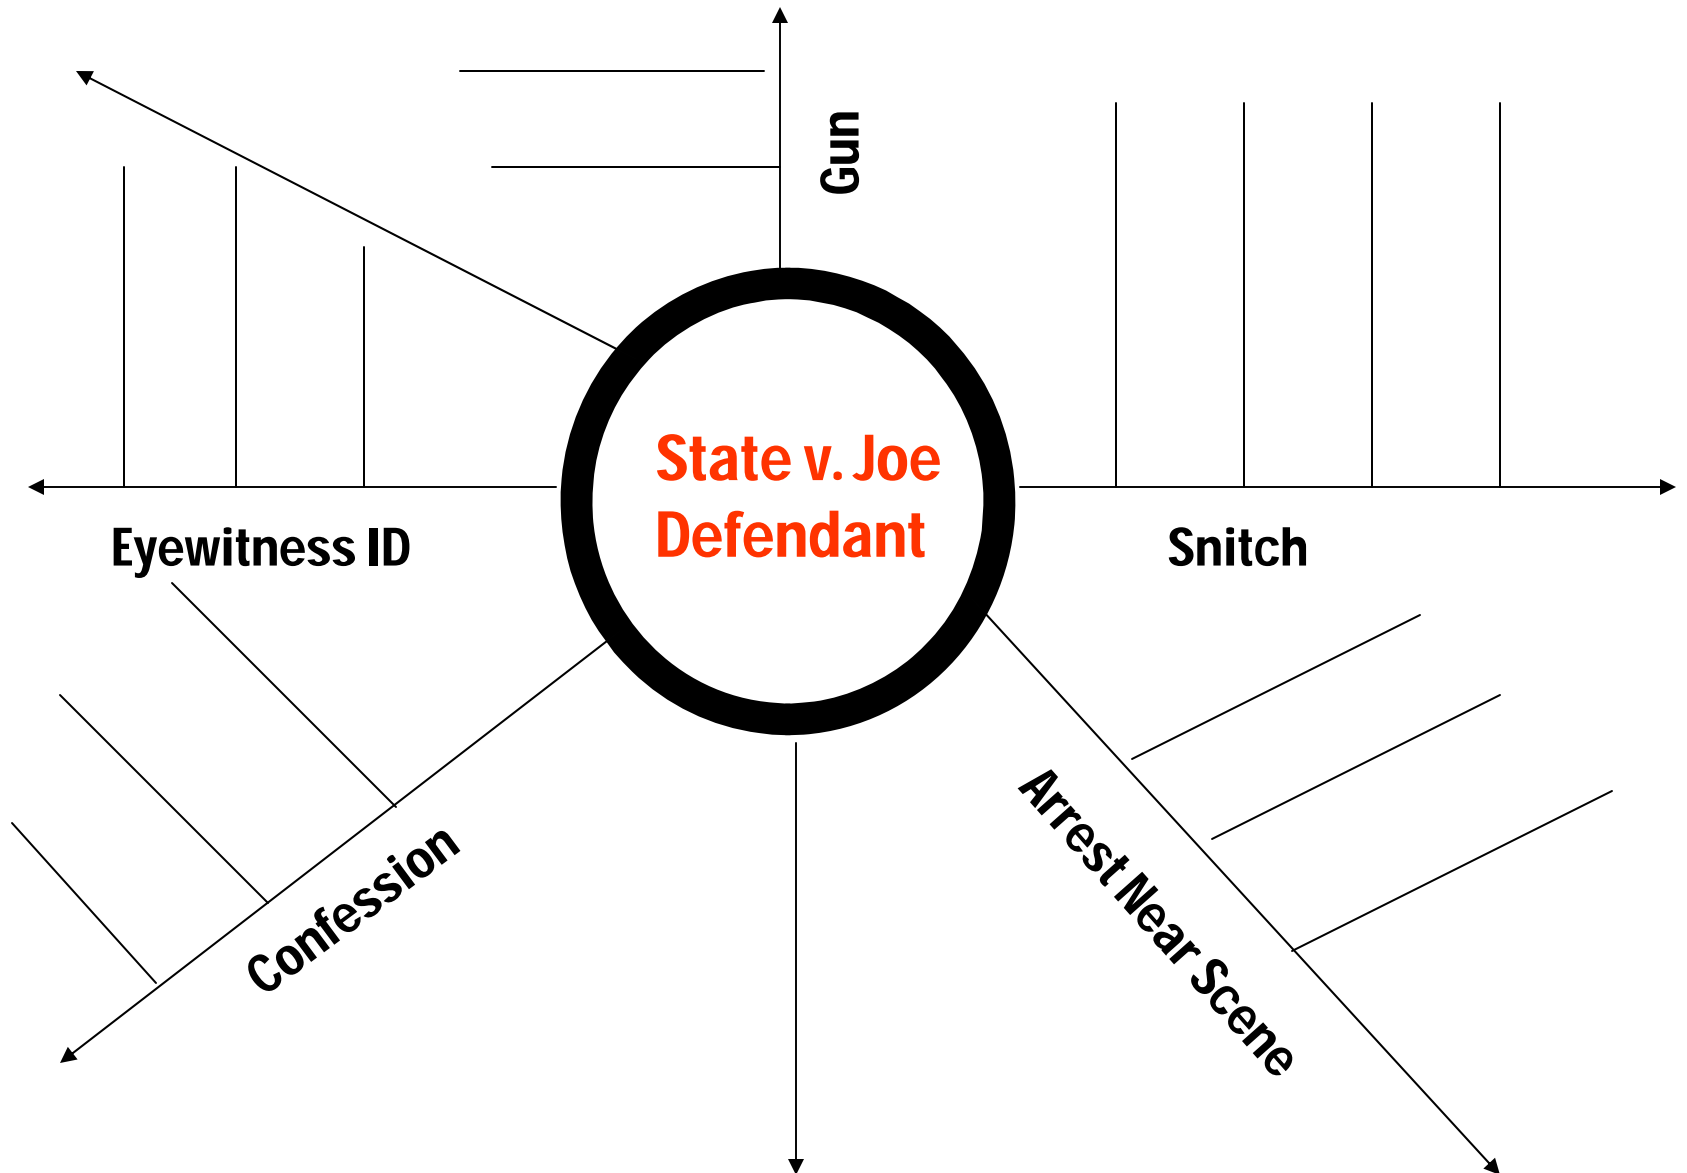 Gun
State v. Joe
Defendant
Eyewitness ID
Snitch
Confession
Arrest Near Scene